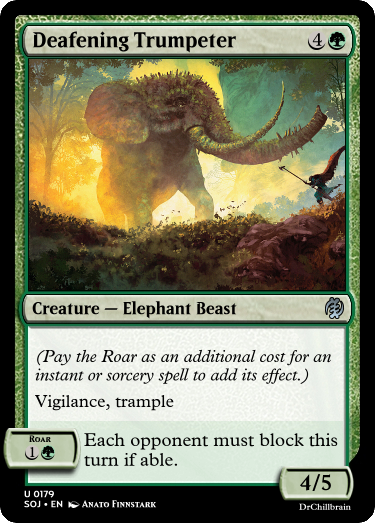 Deafening Trumpeter 4
Creature — Elephant Beast
(Pay the Roar as an additional cost for an
instant or sorcery spell to add its effect.)
Vigilance, trample
ROAR
1
Each opponent must block this
turn if able.
4/5
U 0179
SOJ • EN ANATO FINNSTARK
DrChillbrain